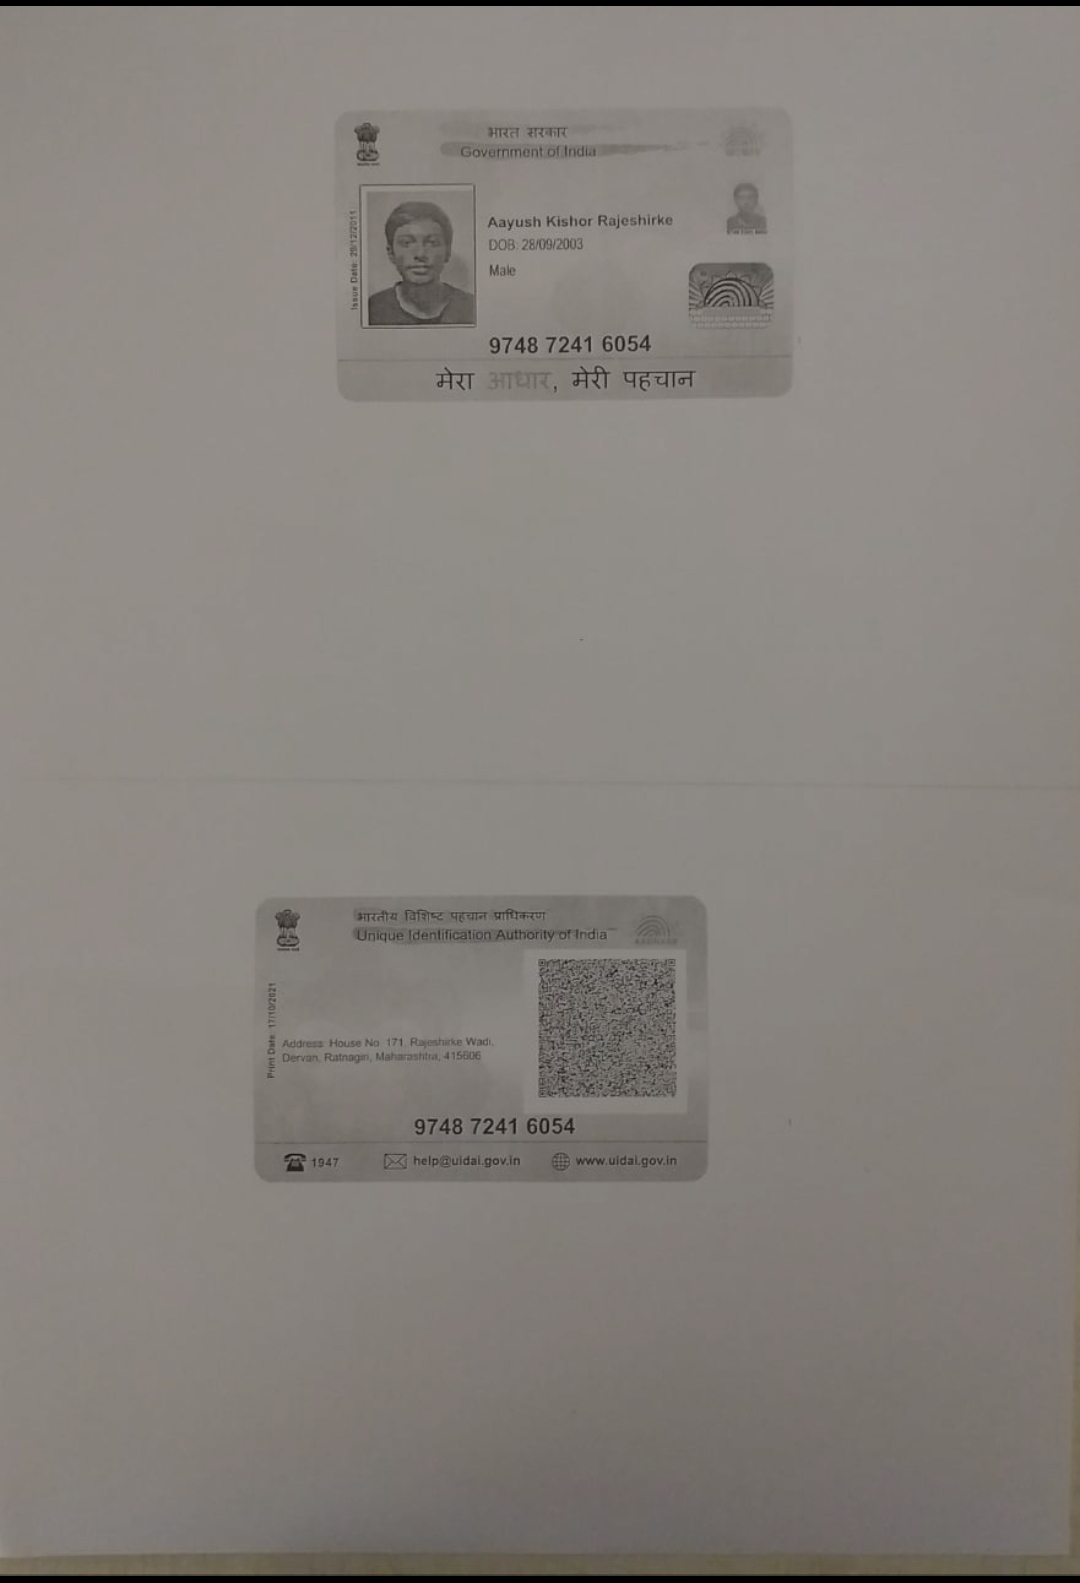 भारत सरकार
Government of India
Issue Date: 29/12/2011
Aayush Kishor Rajeshirke
DOB: 28/09/2003
Male
9748 7241 6054
मेरा आधार, मेरी पहचान
भारतीय विशिष्ट पहचान प्राधिकरण
Unique Identification Authority of India
AADHAAR
Print Date: 17/10/2021
Address: House No. 171, Rajeshirke Wadi,
Dervan, Ratnagiri, Maharashtra, 415606
9748 7241 6054
1947
help@uidai.gov.in
www.uidai.gov.in